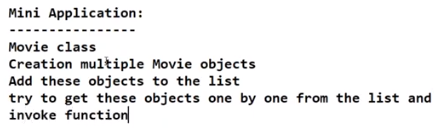 Mini Application:
----------------
Movie class
Creation multiple Movie objects
Add these objects to the list
try to get these objects one by one from the list and
invoke function